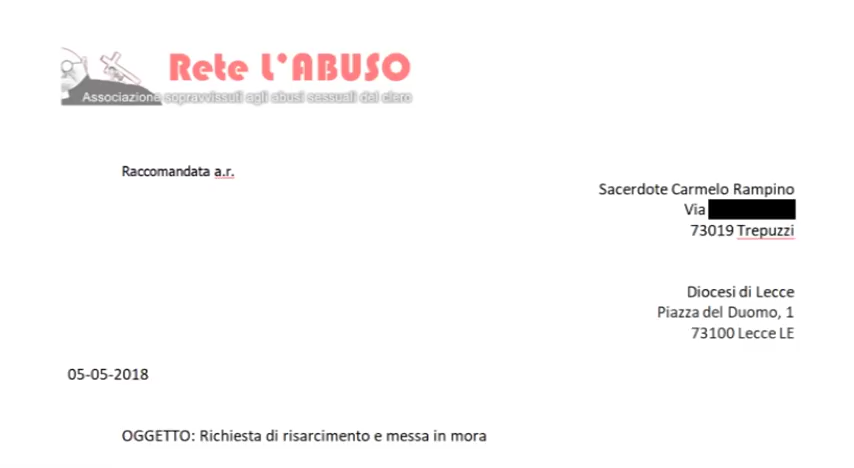 Rete L'ABUSO
Associazione sopravvissuti agli abusi sessuali del clero
Raccomandata a.r.
Sacerdote Carmelo Rampino
Via
73019 Trepuzzi
Diocesi di Lecce
Piazza del Duomo, 1
73100 Lecce LE
05-05-2018
OGGETTO: Richiesta di risarcimento e messa in mora